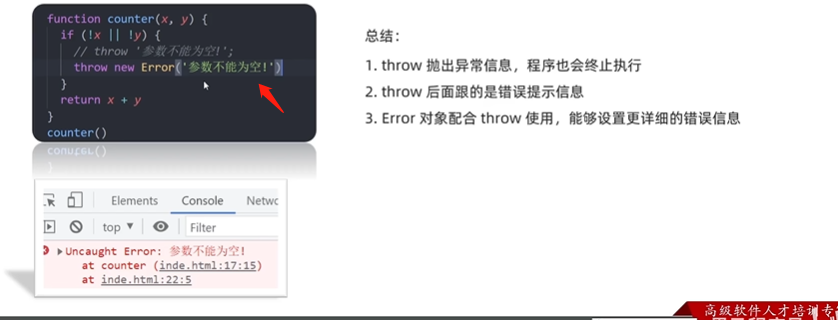 function counter(x, y) {
if (!x || !y) {
// throw '参数不能为空!';
throw new Error('参数不能为空!')
}
return x + y
}
counter()
总结：
1. throw 抛出异常信息，程序也会终止执行
2. throw 后面跟的是错误提示信息
3. Error 对象配合 throw 使用，能够设置更详细的错误信息
Elements Console Netwo
top Filter
Uncaught Error: 参数不能为空!
at counter (inde.html:17:15)
at inde.html:22:5
高级软件人才培训专